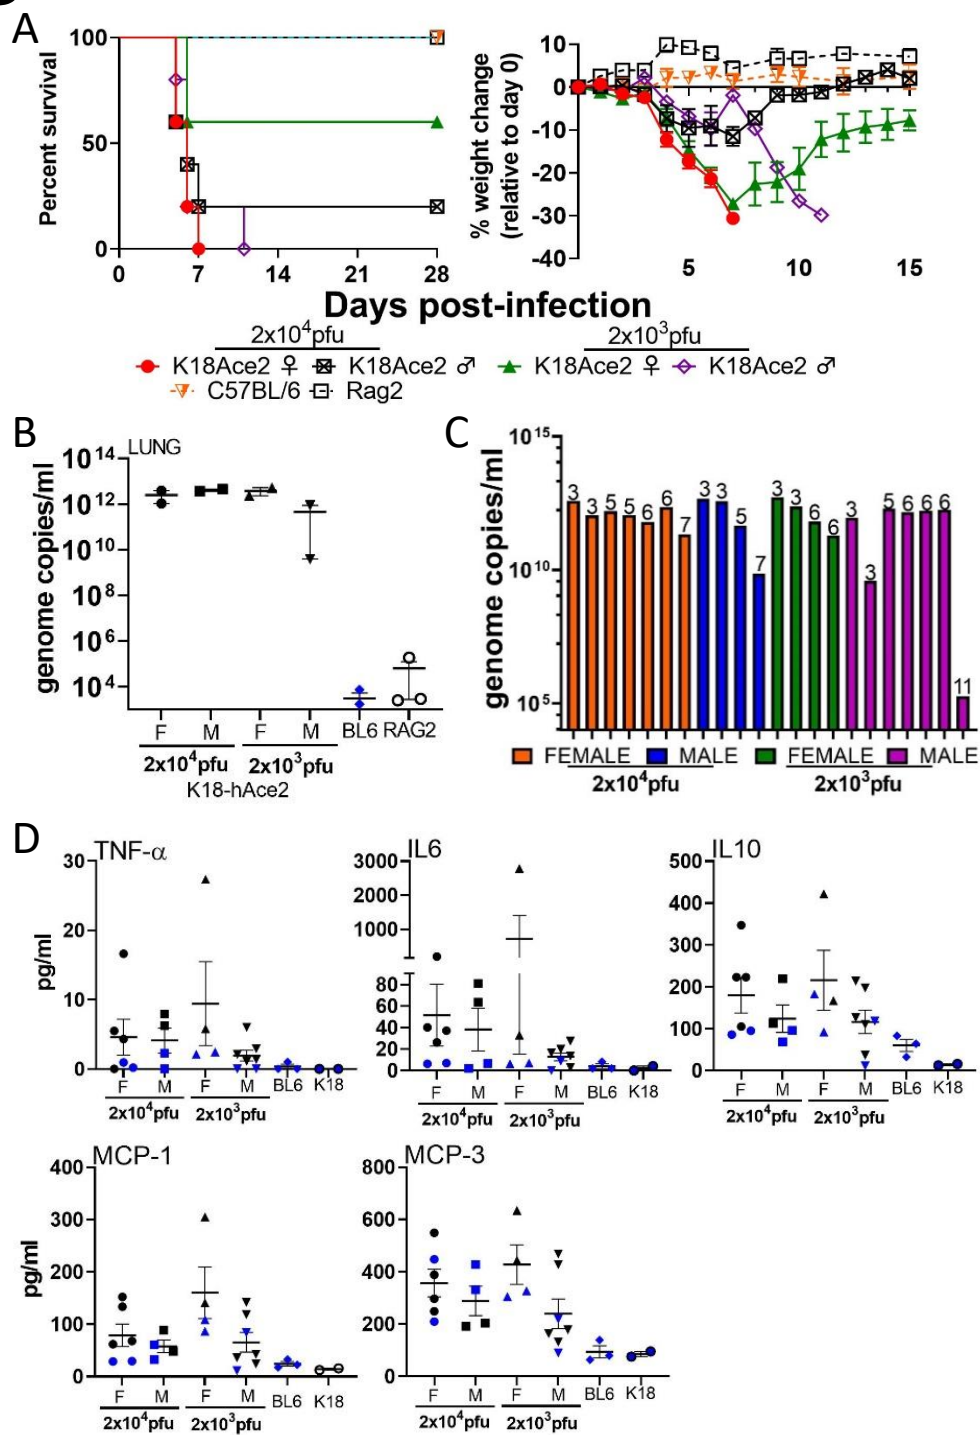 A
Percent survival
100
50
0
0 7 14 21 28
% weight change
(relative to day 0)
10
0
-10
-20
-30
-40
5 10 15
Days post-infection
2x10⁴pfu 2x10³pfu
K18Ace2 ♀ K18Ace2 ♂ K18Ace2 ♀ K18Ace2 ♂
C57BL/6 Rag2
B
LUNG
genome copies/ml
10¹⁴
10¹²
10¹⁰
10⁸
10⁶
10⁴
F M F M BL6 RAG2
2x10⁴pfu 2x10³pfu
K18-hAce2
C
genome copies/ml
10¹⁵
10¹⁰
10⁵
3 3 5 5 6 6 7 3 3 5 7 3 3 6 6 3 3 5 6 6 6 11
FEMALE MALE FEMALE MALE
2x10⁴pfu 2x10³pfu
D
TNF-α
pg/ml
30
20
10
0
F M F M BL6 K18
2x10⁴pfu 2x10³pfu
IL6
3000
2000
1000
80
60
40
20
0
F M F M BL6 K18
2x10⁴pfu 2x10³pfu
IL10
500
400
300
200
100
0
F M F M BL6 K18
2x10⁴pfu 2x10³pfu
MCP-1
pg/ml
400
300
200
100
0
F M F M BL6 K18
2x10⁴pfu 2x10³pfu
MCP-3
800
600
400
200
0
F M F M BL6 K18
2x10⁴pfu 2x10³pfu